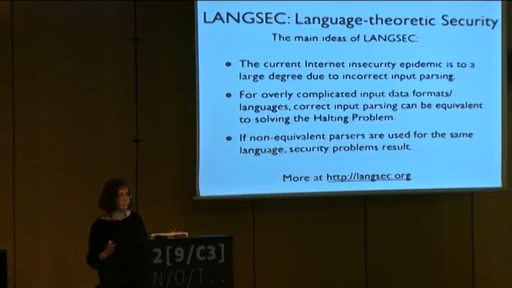 LANGSEC: Language-theoretic Security
The main ideas of LANGSEC:
• The current Internet insecurity epidemic is to a
large degree due to incorrect input parsing.
• For overly complicated input data formats/
languages, correct input parsing can be equivalent
to solving the Halting Problem
• If non-equivalent parsers are used for the same
language, security problems result.
More at http://langsec.org
2[9/C3]
N/O/T...